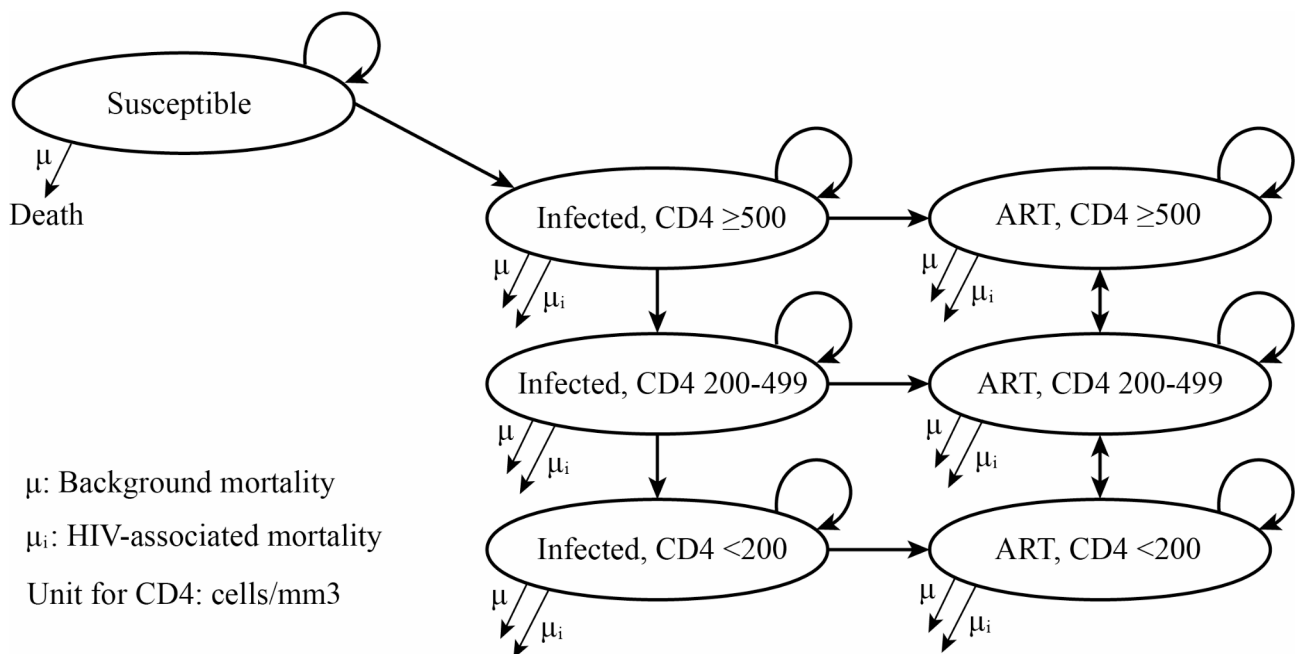 Susceptible
μ
Death
Infected, CD4 ≥500
ART, CD4 ≥500
μ
μi
μ
μi
Infected, CD4 200-499
ART, CD4 200-499
μ
μi
μ
μi
Infected, CD4 <200
ART, CD4 <200
μ
μi
μ
μi
μ: Background mortality
μi: HIV-associated mortality
Unit for CD4: cells/mm3